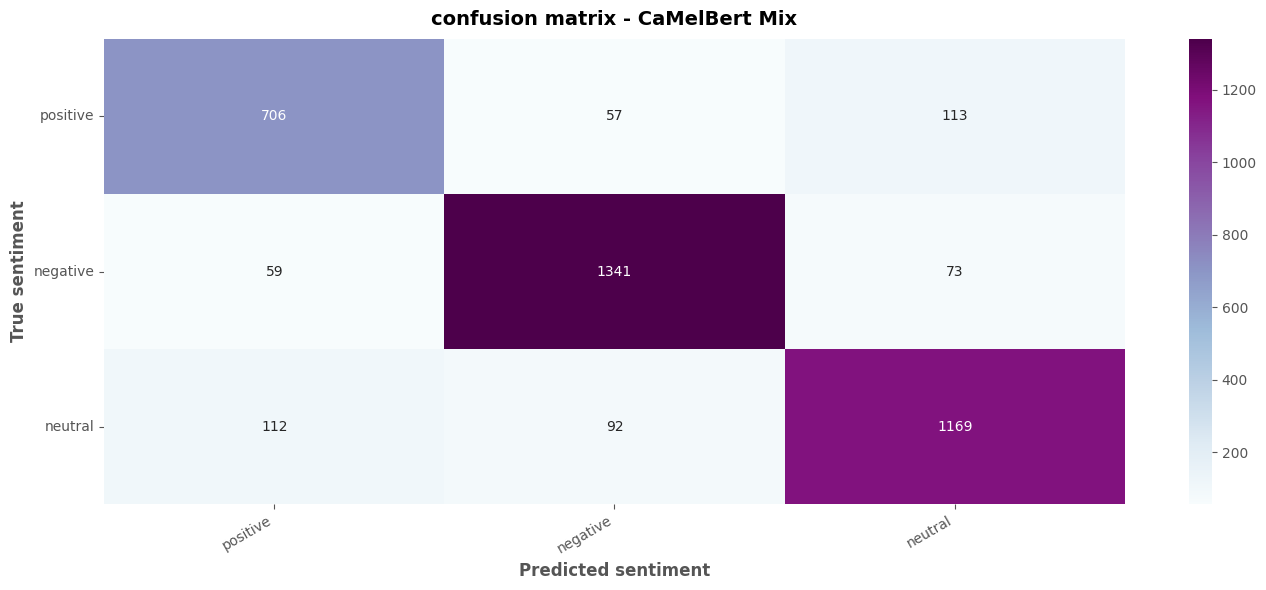 confusion matrix - CaMelBert Mix
True sentiment
positive
706
57
113
negative
59
1341
73
neutral
112
92
1169
positive
negative
neutral
Predicted sentiment
1200
1000
800
600
400
200